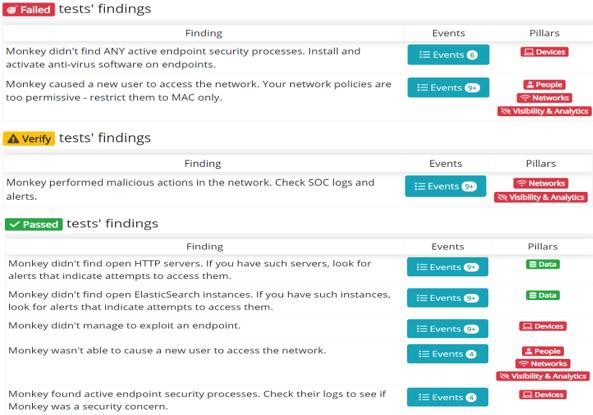 Failed tests' findings
Finding Events Pillars
Monkey didn't find ANY active endpoint security processes. Install and Events 6 Devices
activate anti-virus software on endpoints.
Monkey caused a new user to access the network. Your network policies are Events 9+ People
too permissive - restrict them to MAC only. Networks
Visibility & Analytics
Verify tests' findings
Finding Events Pillars
Monkey performed malicious actions in the network. Check SOC logs and Events 9+ Networks
alerts. Visibility & Analytics
Passed tests' findings
Finding Events Pillars
Monkey didn't find open HTTP servers. If you have such servers, look for Events 9+ Data
alerts that indicate attempts to access them.
Monkey didn't find open ElasticSearch instances. If you have such instances, Events 9+ Data
look for alerts that indicate attempts to access them.
Monkey didn't manage to exploit an endpoint. Events 9+ Devices
Monkey wasn't able to cause a new user to access the network. Events 4 People
Networks
Visibility & Analytics
Monkey found active endpoint security processes. Check their logs to see if Events 4 Devices
Monkey was a security concern.